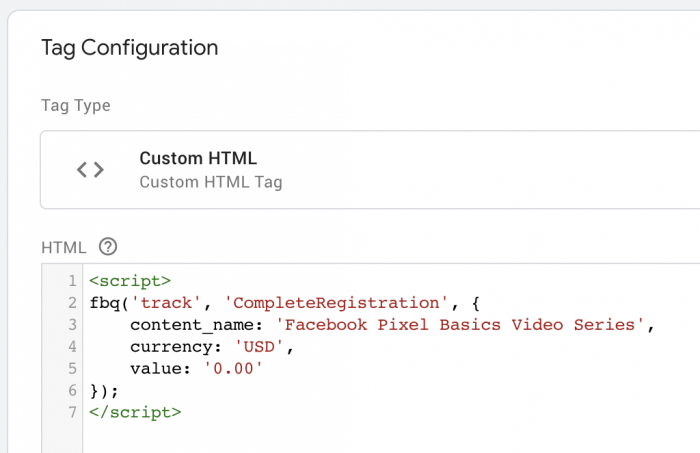 Tag Configuration
Tag Type
Custom HTML
Custom HTML Tag
HTML ?
1 <script>
2 fbq('track', 'CompleteRegistration', {
3     content_name: 'Facebook Pixel Basics Video Series',
4     currency: 'USD',
5     value: '0.00'
6 });
7 </script>